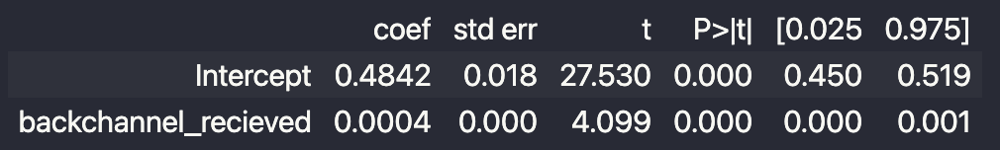 coef std err t P>|t| [0.025 0.975]
Intercept 0.4842 0.018 27.530 0.000 0.450 0.519
backchannel_recieved 0.0004 0.000 4.099 0.000 0.000 0.001